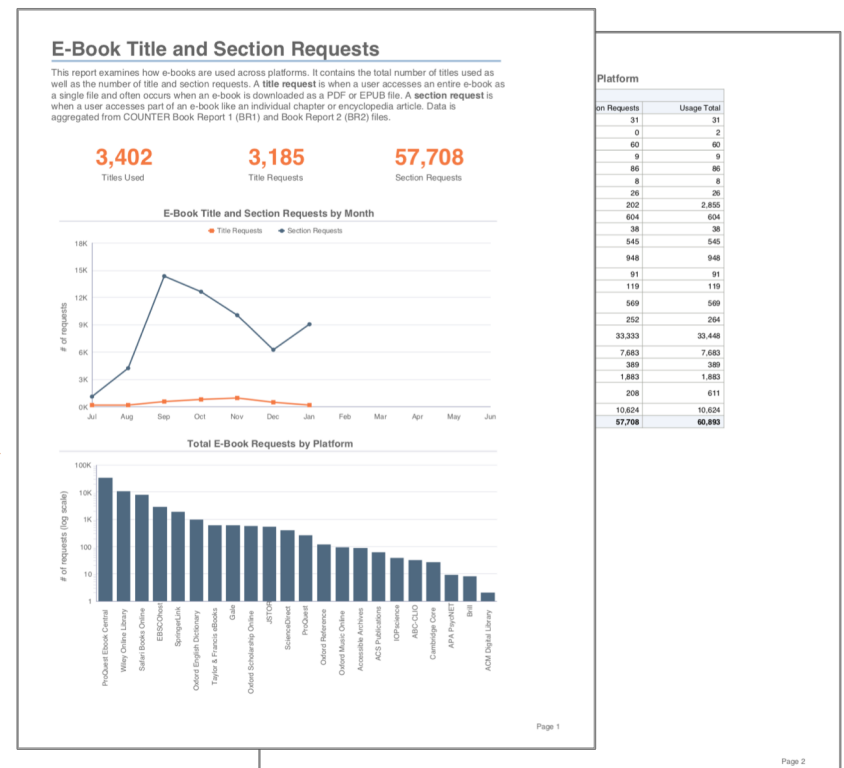 E-Book Title and Section Requests
This report examines how e-books are used across platforms. It contains the total number of titles used as
well as the number of title and section requests. A title request is when a user accesses an entire e-book as
a single file and often occurs when an e-book is downloaded as a PDF or EPUB file. A section request is
when a user accesses part of an e-book like an individual chapter or encyclopedia article. Data is
aggregated from COUNTER Book Report 1 (BR1) and Book Report 2 (BR2) files.
3,402 3,185 57,708
Titles Used Title Requests Section Requests
E-Book Title and Section Requests by Month
Title Requests Section Requests
# of requests
18K
15K
12K
9K
6K
3K
0K
Jul Aug Sep Oct Nov Dec Jan Feb Mar Apr May Jun
Total E-Book Requests by Platform
# of requests (log scale)
100K
10K
1K
100
10
1
ProQuest Ebook Central
Wiley Online Library
Safari Books Online
EBSCOhost
SpringerLink
Oxford English Dictionary
Taylor & Francis eBooks
Gale
Oxford Scholarship Online
JSTOR
ScienceDirect
ProQuest
Oxford Reference
Oxford Music Online
Accessible Archives
ACS Publications
IOPscience
ABC-CLIO
Cambridge Core
APA PsycNET
Brill
ACM Digital Library
Page 1
Platform
on Requests Usage Total
31 31
0 2
60 60
9 9
86 86
8 8
26 26
202 2,855
604 604
38 38
545 545
948 948
91 91
119 119
569 569
252 264
33,333 33,448
7,683 7,683
389 389
1,883 1,883
208 611
10,624 10,624
57,708 60,893
Page 2